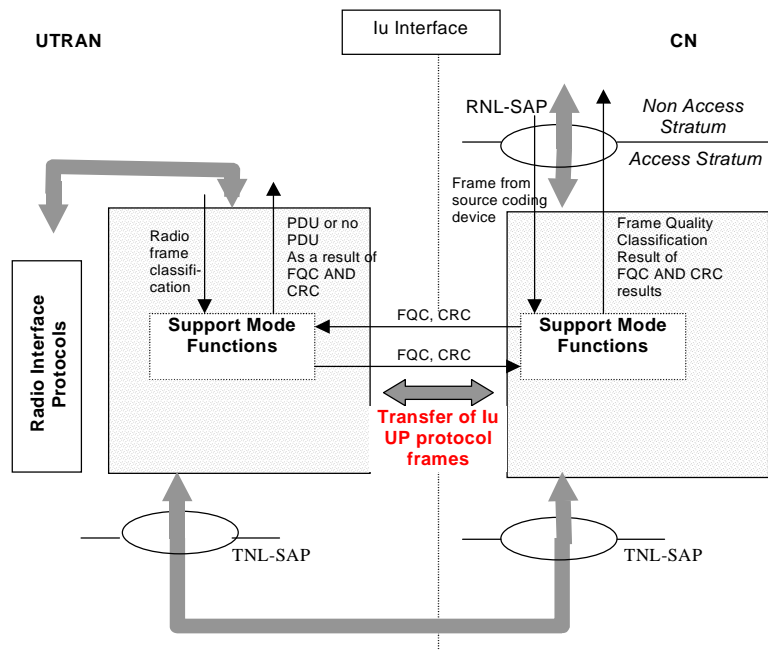 Iu Interface
UTRAN
CN
RNL-SAP
Non Access
Stratum
Access Stratum
Frame from
source coding
device
Radio
frame
classifi-
cation
PDU or no
PDU
As a result of
FQC AND
CRC
Frame Quality
Classification
Result of
FQC AND CRC
results
Radio Interface
Protocols
Support Mode
Functions
FQC, CRC
FQC, CRC
Support Mode
Functions
Transfer of Iu
UP protocol
frames
TNL-SAP
TNL-SAP